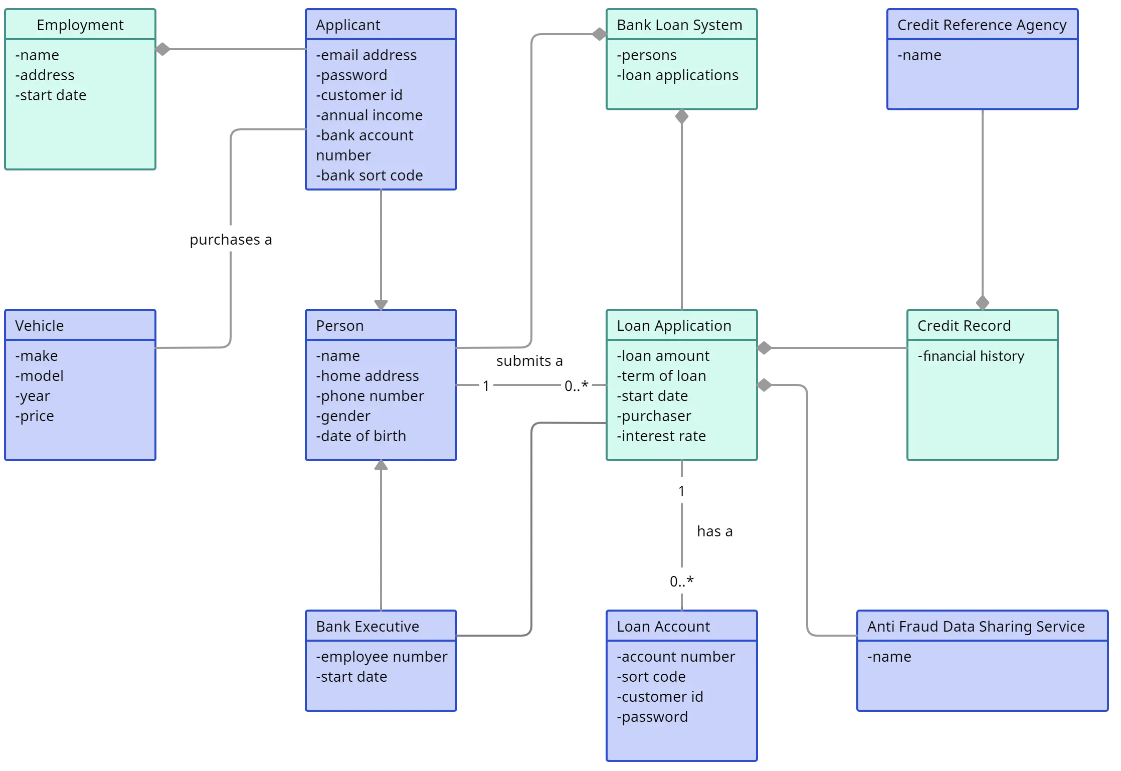 Employment
-name
-address
-start date
Applicant
-email address
-password
-customer id
-annual income
-bank account
number
-bank sort code
Bank Loan System
-persons
-loan applications
Credit Reference Agency
-name
purchases a
Vehicle
-make
-model
-year
-price
Person
-name
-home address
-phone number
-gender
-date of birth
submits a
1
0..*
Loan Application
-loan amount
-term of loan
-start date
-purchaser
-interest rate
Credit Record
-financial history
1
has a
0..*
Bank Executive
-employee number
-start date
Loan Account
-account number
-sort code
-customer id
-password
Anti Fraud Data Sharing Service
-name